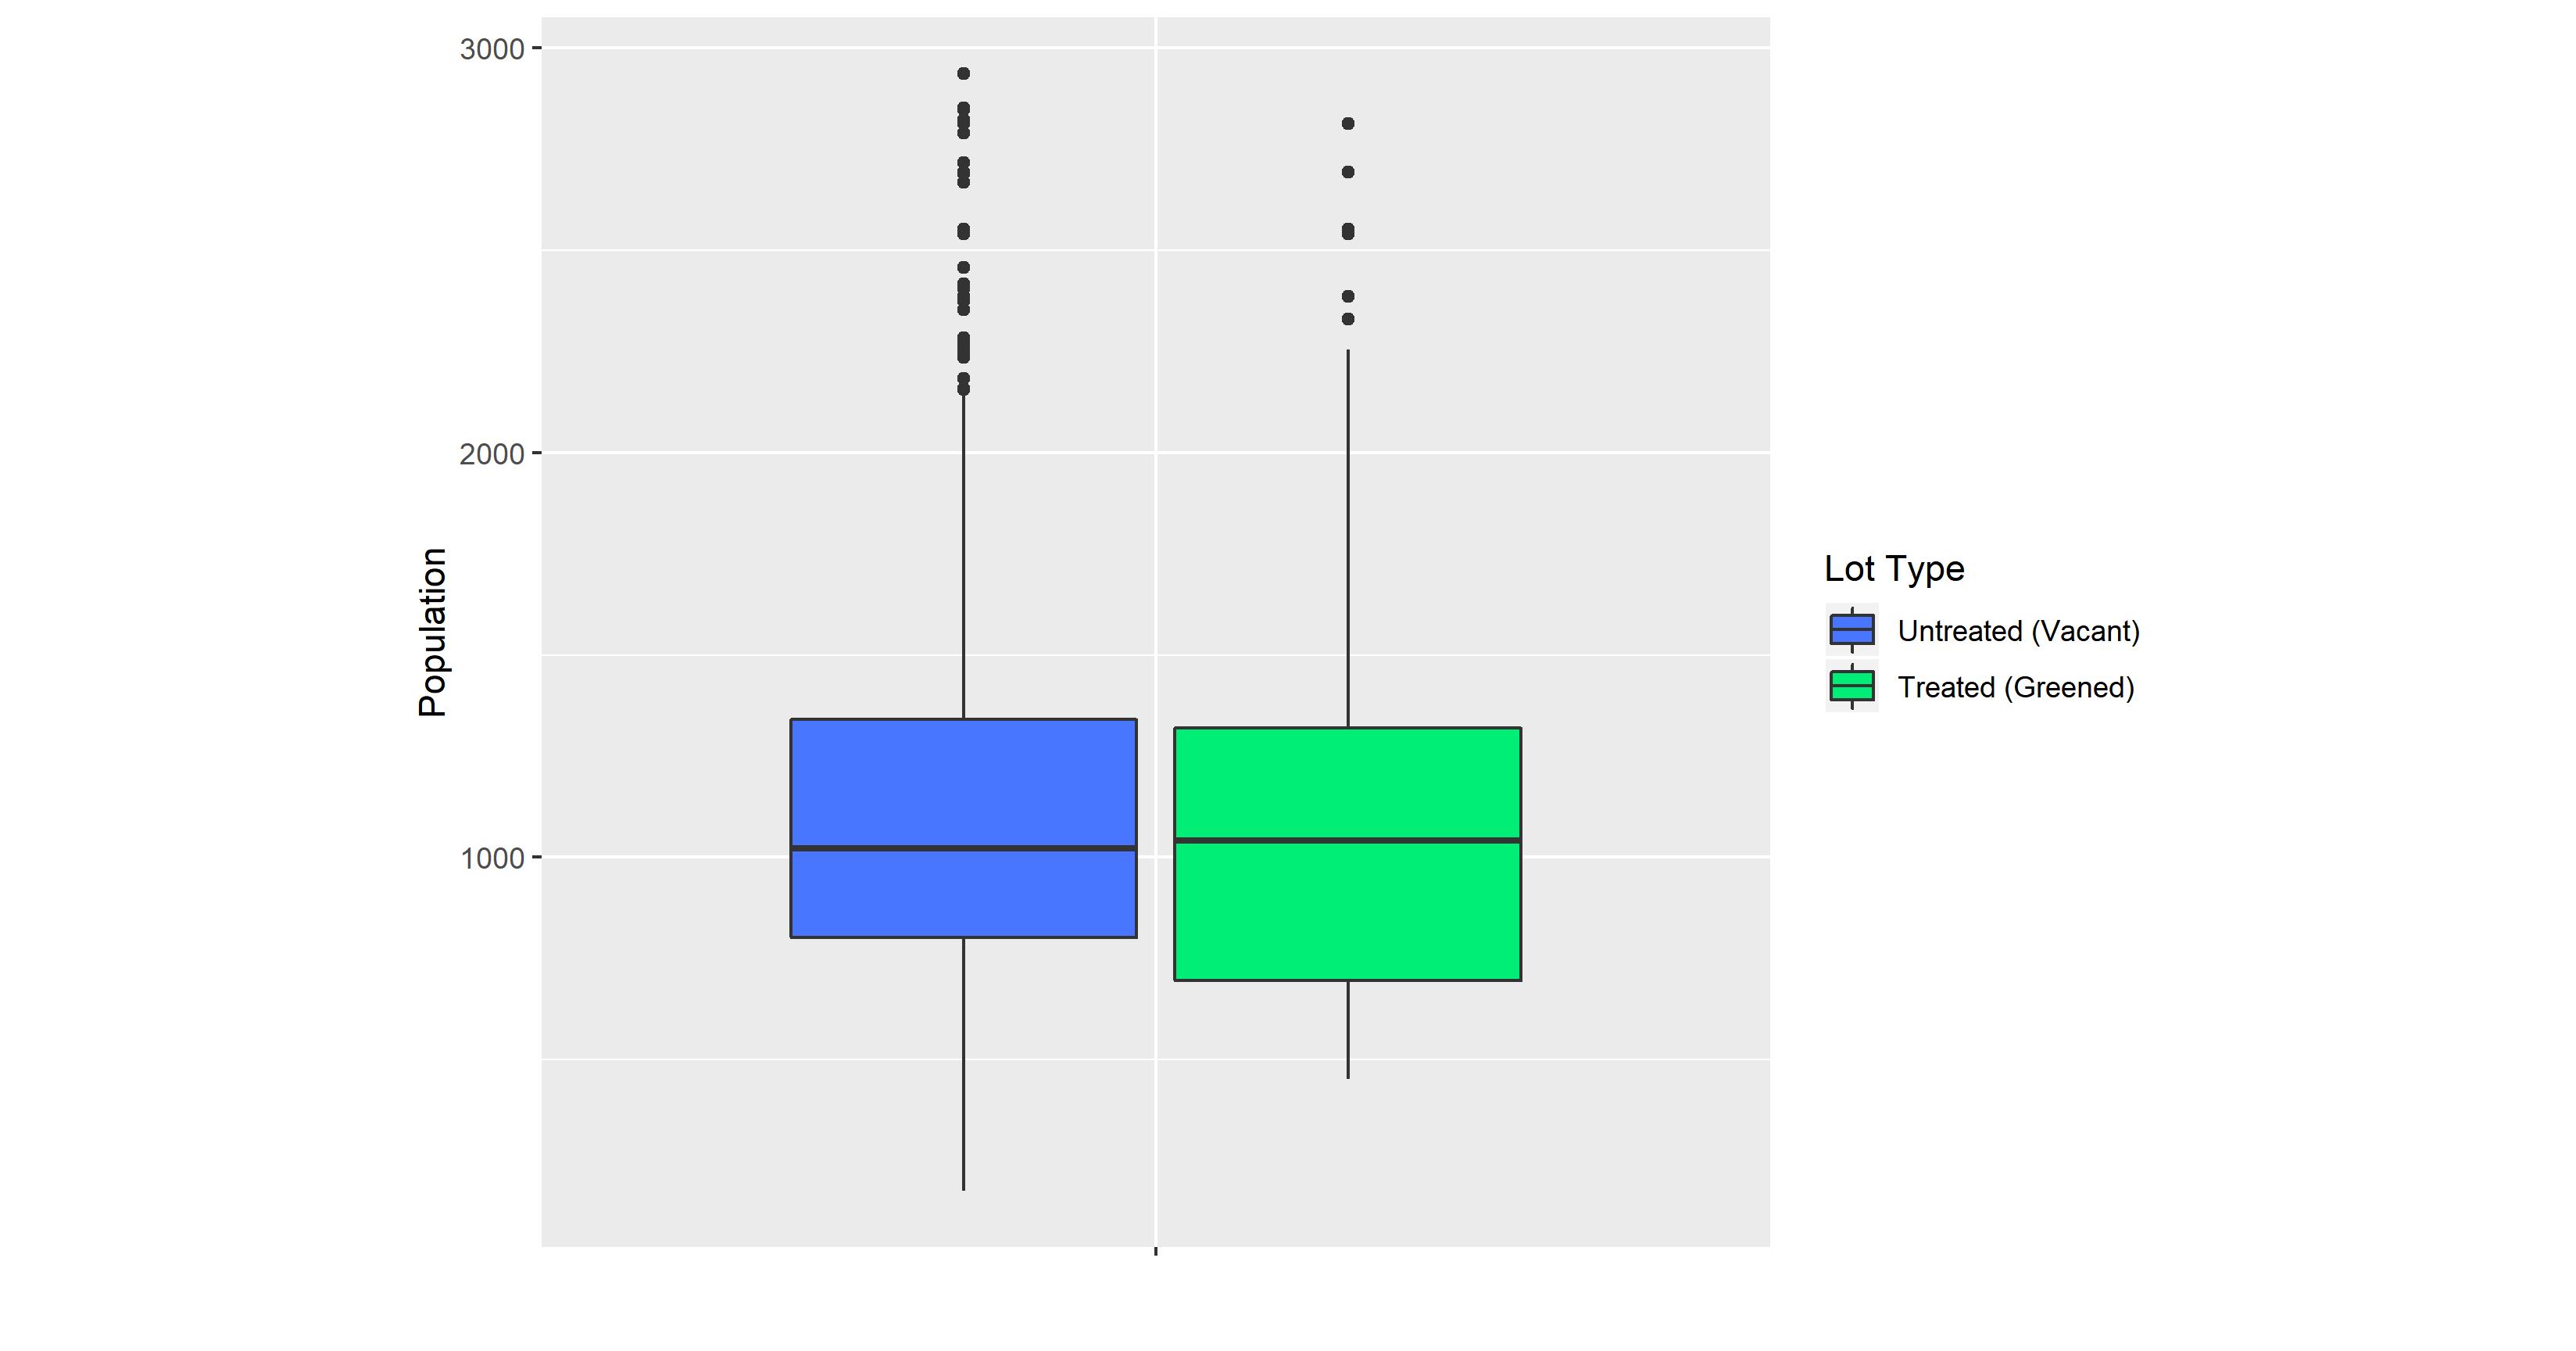 3000
2000
1000
Population
Lot Type
Untreated (Vacant)
Treated (Greened)